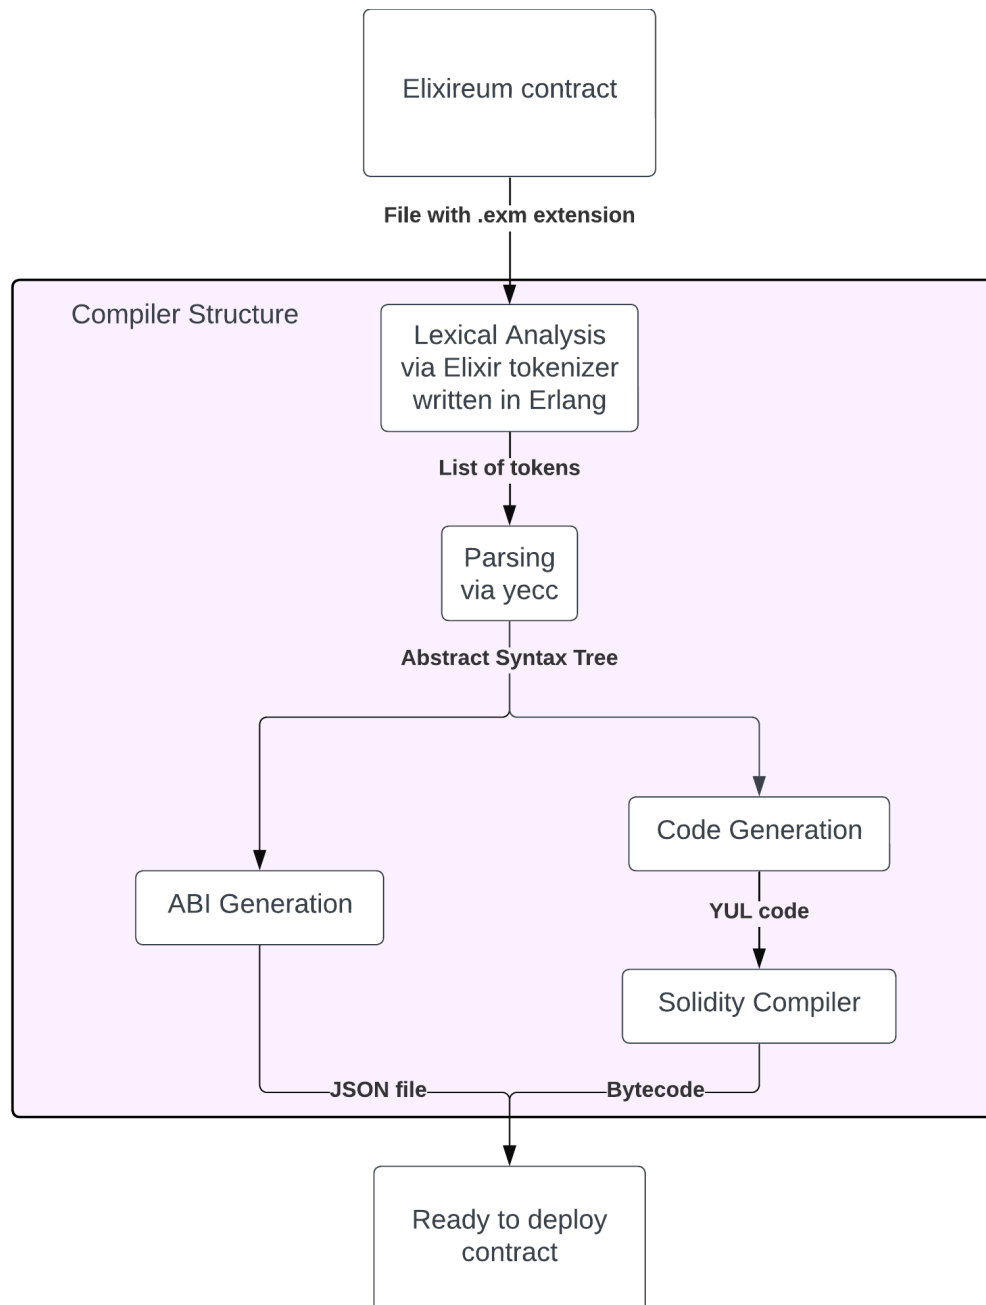 Elixireum contract
File with .exm extension
Compiler Structure
Lexical Analysis
via Elixir tokenizer
written in Erlang
List of tokens
Parsing
via yecc
Abstract Syntax Tree
Code Generation
ABI Generation
YUL code
Solidity Compiler
JSON file
Bytecode
Ready to deploy
contract